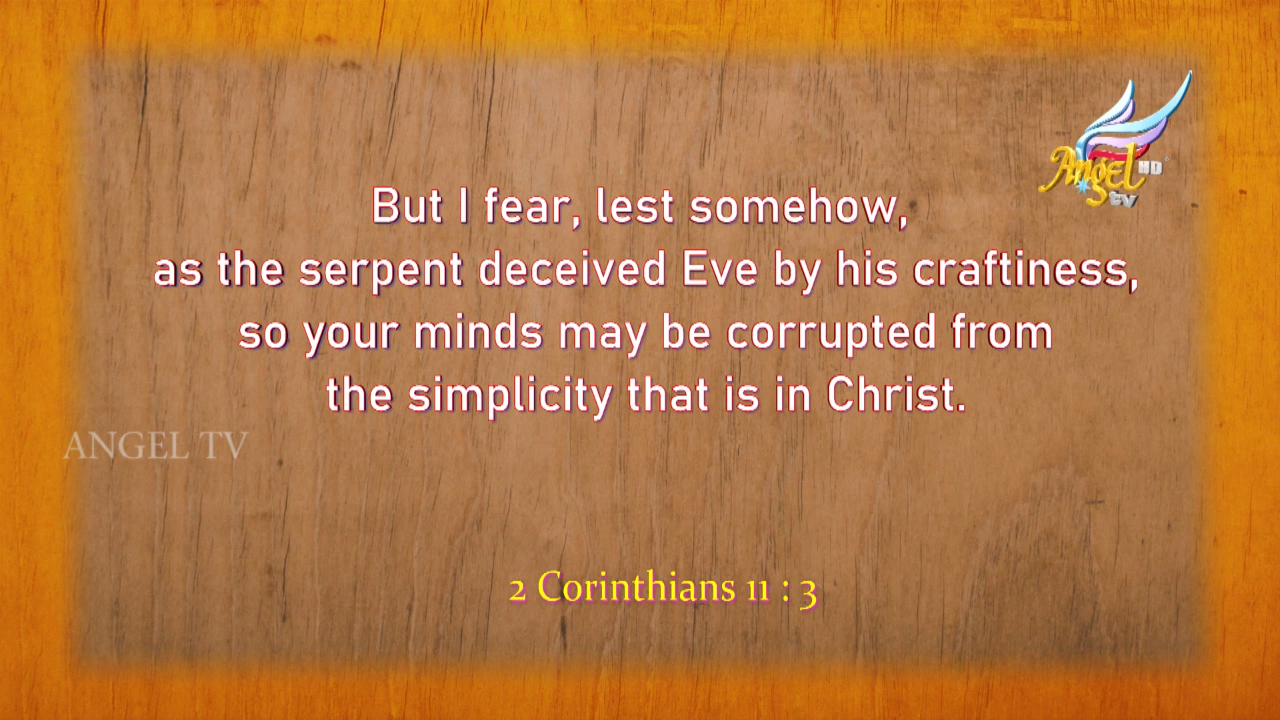 Angel HD
tv
But I fear, lest somehow,
as the serpent deceived Eve by his craftiness,
so your minds may be corrupted from
the simplicity that is in Christ.
ANGEL TV
2 Corinthians 11 : 3